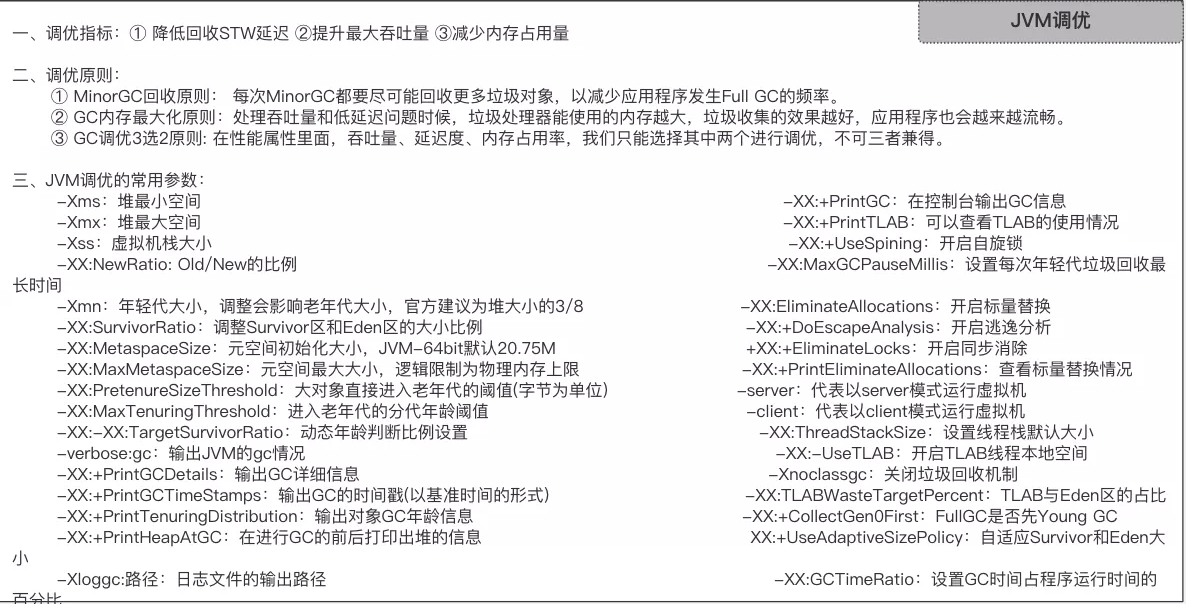 JVM调优
一、调优指标：① 降低回收STW延迟 ②提升最大吞吐量 ③减少内存占用量
二、调优原则：
① MinorGC回收原则： 每次MinorGC都要尽可能回收更多垃圾对象，以减少应用程序发生Full GC的频率。
② GC内存最大化原则：处理吞吐量和低延迟问题时候，垃圾处理器能使用的内存越大，垃圾收集的效果越好，应用程序也会越来越流畅。
③ GC调优3选2原则: 在性能属性里面，吞吐量、延迟度、内存占用率，我们只能选择其中两个进行调优，不可三者兼得。
三、JVM调优的常用参数：
-Xms：堆最小空间 -XX:+PrintGC：在控制台输出GC信息
-Xmx：堆最大空间 -XX:+PrintTLAB：可以查看TLAB的使用情况
-Xss：虚拟机栈大小 -XX:+UseSpining：开启自旋锁
-XX:NewRatio: Old/New的比例 -XX:MaxGCPauseMillis：设置每次年轻代垃圾回收最
长时间
-Xmn：年轻代大小，调整会影响老年代大小，官方建议为堆大小的3/8 -XX:EliminateAllocations：开启标量替换
-XX:SurvivorRatio：调整Survivor区和Eden区的大小比例 -XX:+DoEscapeAnalysis：开启逃逸分析
-XX:MetaspaceSize：元空间初始化大小，JVM-64bit默认20.75M +XX:+EliminateLocks：开启同步消除
-XX:MaxMetaspaceSize：元空间最大大小，逻辑限制为物理内存上限 -XX:+PrintEliminateAllocations：查看标量替换情况
-XX:PretenureSizeThreshold：大对象直接进入老年代的阈值(字节为单位) -server：代表以server模式运行虚拟机
-XX:MaxTenuringThreshold：进入老年代的分代年龄阈值 -client：代表以client模式运行虚拟机
-XX:-XX:TargetSurvivorRatio：动态年龄判断比例设置 -XX:ThreadStackSize：设置线程栈默认大小
-verbose:gc：输出JVM的gc情况 -XX:-UseTLAB：开启TLAB线程本地空间
-XX:+PrintGCDetails：输出GC详细信息 -Xnoclassgc：关闭垃圾回收机制
-XX:+PrintGCTimeStamps：输出GC的时间戳(以基准时间的形式) -XX:TLABWasteTargetPercent：TLAB与Eden区的占比
-XX:+PrintTenuringDistribution：输出对象GC年龄信息 -XX:+CollectGen0First：FullGC是否先Young GC
-XX:+PrintHeapAtGC：在进行GC的前后打印出堆的信息 XX:+UseAdaptiveSizePolicy：自适应Survivor和Eden大
小
-Xloggc:路径：日志文件的输出路径 -XX:GCTimeRatio：设置GC时间占程序运行时间的
百分比